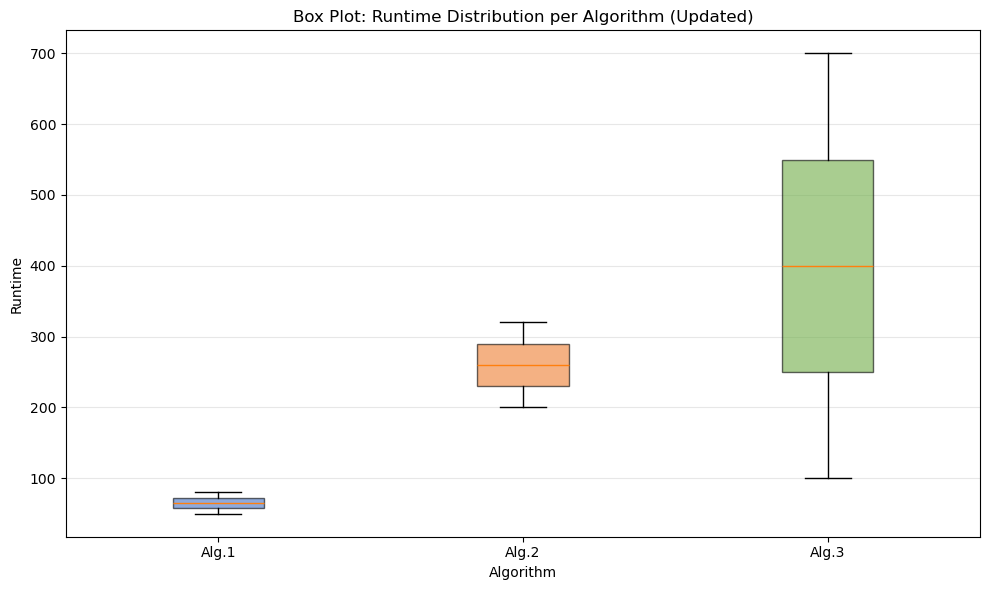 Box Plot: Runtime Distribution per Algorithm (Updated)
700
600
500
400
300
200
100
Runtime
Alg.1
Alg.2
Alg.3
Algorithm